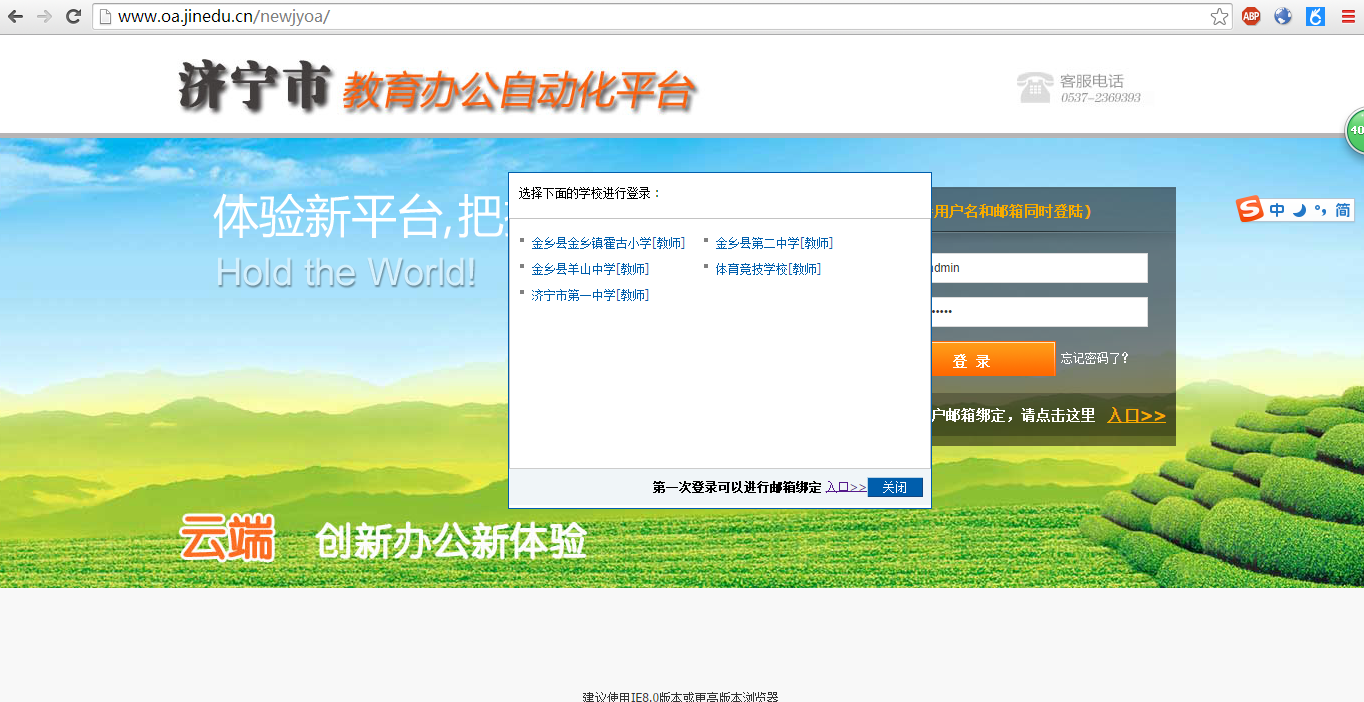 www.oa.jinedu.cn/newjyoa/
ABP
济宁市 教育办公自动化平台
客服电话
0537-2369393
40
体验新平台,把
Hold the World!
选择下面的学校进行登录：
金乡县金乡镇霍古小学[教师]
金乡县第二中学[教师]
金乡县羊山中学[教师]
体育竞技学校[教师]
济宁市第一中学[教师]
第一次登录可以进行邮箱绑定 入口>>
关闭
用户名和邮箱同时登陆)
dmin
•••••
登 录
忘记密码了?
户邮箱绑定，请点击这里 入口>>
S 中 简
云端 创新办公新体验
建议使用IE8.0版本或更高版本浏览器